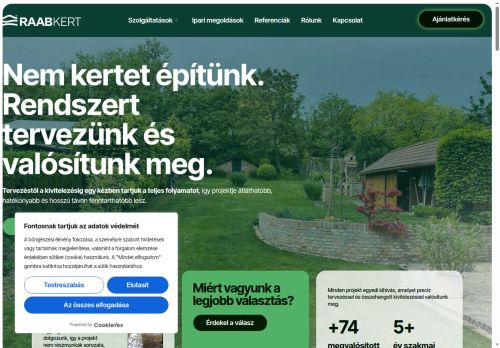 RAABKERT
Szolgáltatások
Ipari megoldások
Referenciák
Rólunk
Kapcsolat
Ajánlatkérés
Nem kertet építünk.
Rendszert
tervezünk és
valósítunk meg.
Tervezéstől a kivitelezésig egy kézben tartjuk a teljes folyamatot, így projektje átláthatóbb,
hatékonyabb és hosszú távon fenntarthatóbb lesz.
Fontosnak tartjuk az adatok védelmét
A böngészési élmény fokozása, a személyre szabott hirdetések
vagy tartalmak megjelenítése, valamint a forgalom elemzése
érdekében sütiket (cookie) használunk. A "Mindet elfogadom"
gombra kattintva hozzájárulhat a sütik használatához.
Testreszabás
Elutasít
Az összes elfogadása
Powered by CookieYes
dolgozunk, így a projekt
nem részmunkák sorozata,
Miért vagyunk a
legjobb választás?
Érdekel a válasz
Minden projekt egyedi kihívás, amelyet precíz
tervezéssel és összehangolt kivitelezéssel valósítunk
meg.
+74
megvalósított
5+
év szakmai